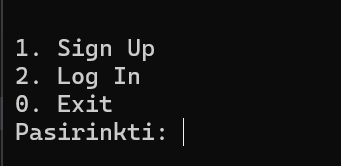 1. Sign Up
2. Log In
0. Exit
Pasirinkti: